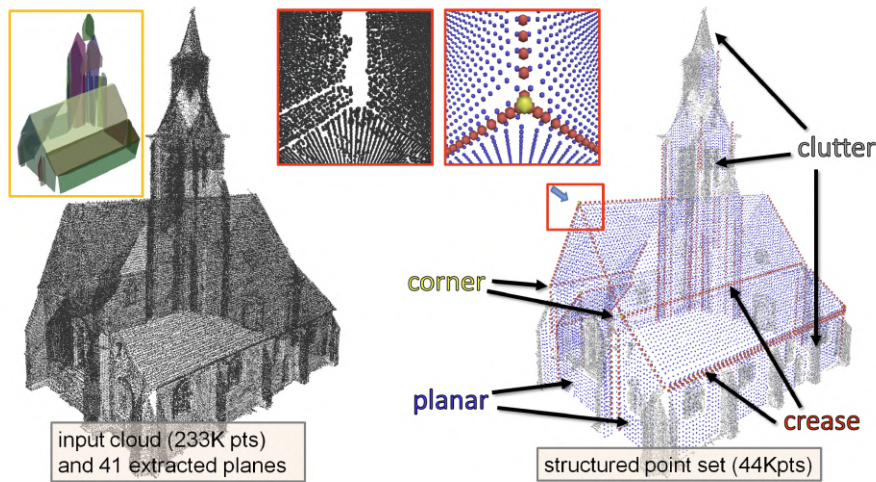 clutter
corner
planar
crease
input cloud (233K pts)
and 41 extracted planes
structured point set (44Kpts)